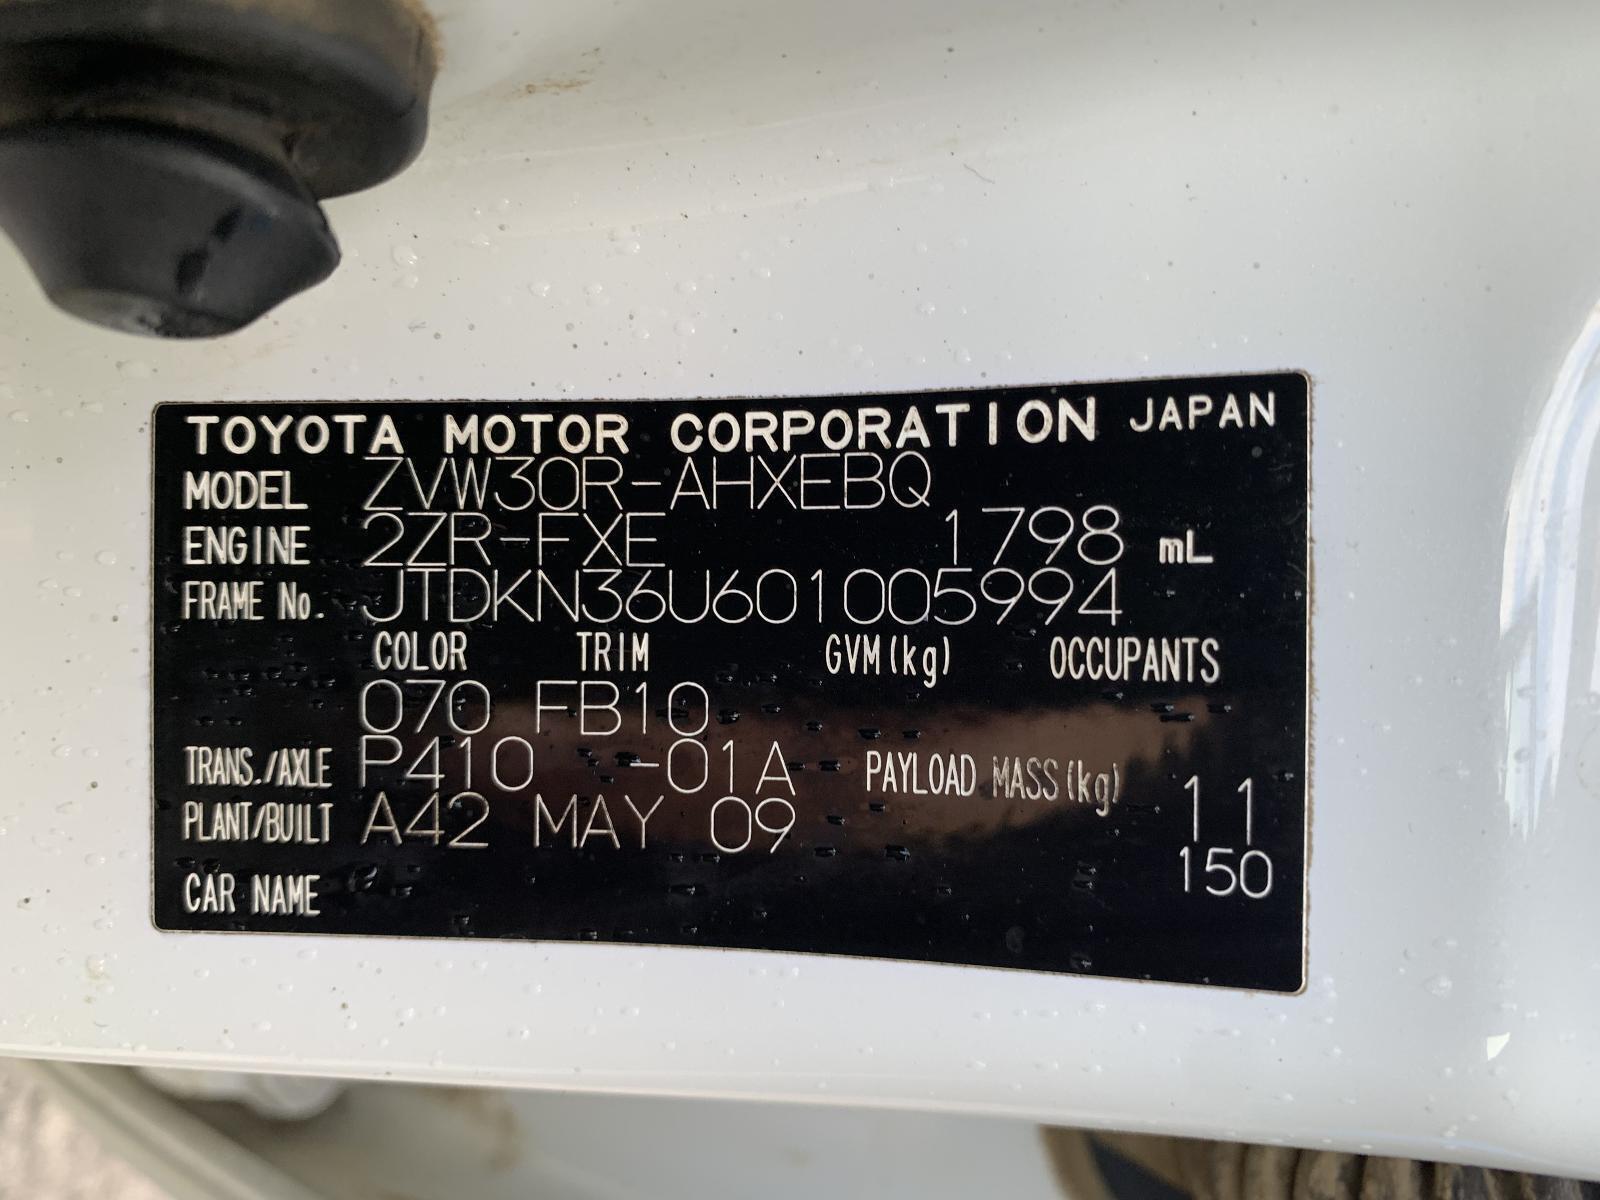 TOYOTA MOTOR CORPORATION JAPAN
MODEL ZVW30R-AHXEBQ
ENGINE 2ZR-FXE 1798 mL
FRAME No. JTDKN36U601005994
COLOR TRIM GVM(kg) OCCUPANTS
070 FB10
TRANS./AXLE P410 -01A PAYLOAD MASS(kg) 11
PLANT/BUILT A42 MAY 09 150
CAR NAME